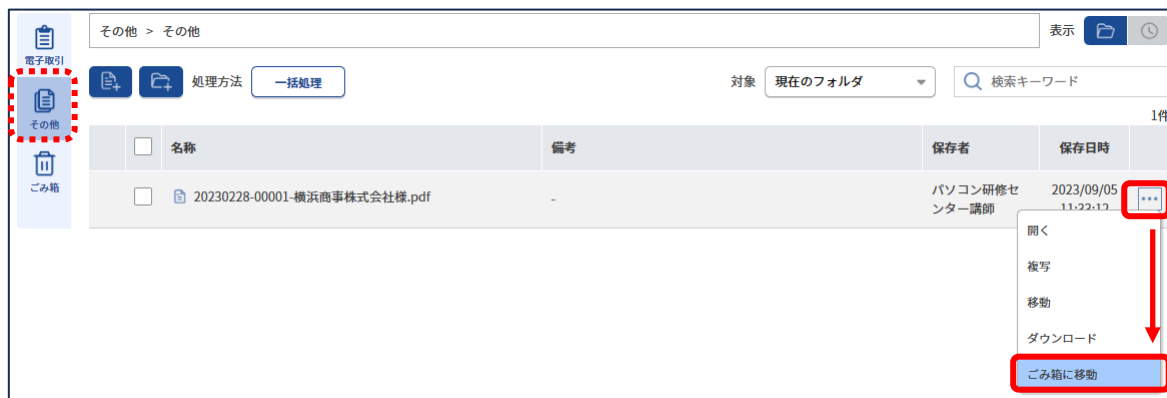 電子取引
その他
ごみ箱
その他 > その他
表示
処理方法
一括処理
対象
現在のフォルダ
検索キーワード
1件
名称
備考
保存者
保存日時
20230228-00001-横浜商事株式会社様.pdf
-
パソコン研修セ
ンター講師
2023/09/05
11:33:12
開く
複写
移動
ダウンロード
ごみ箱に移動